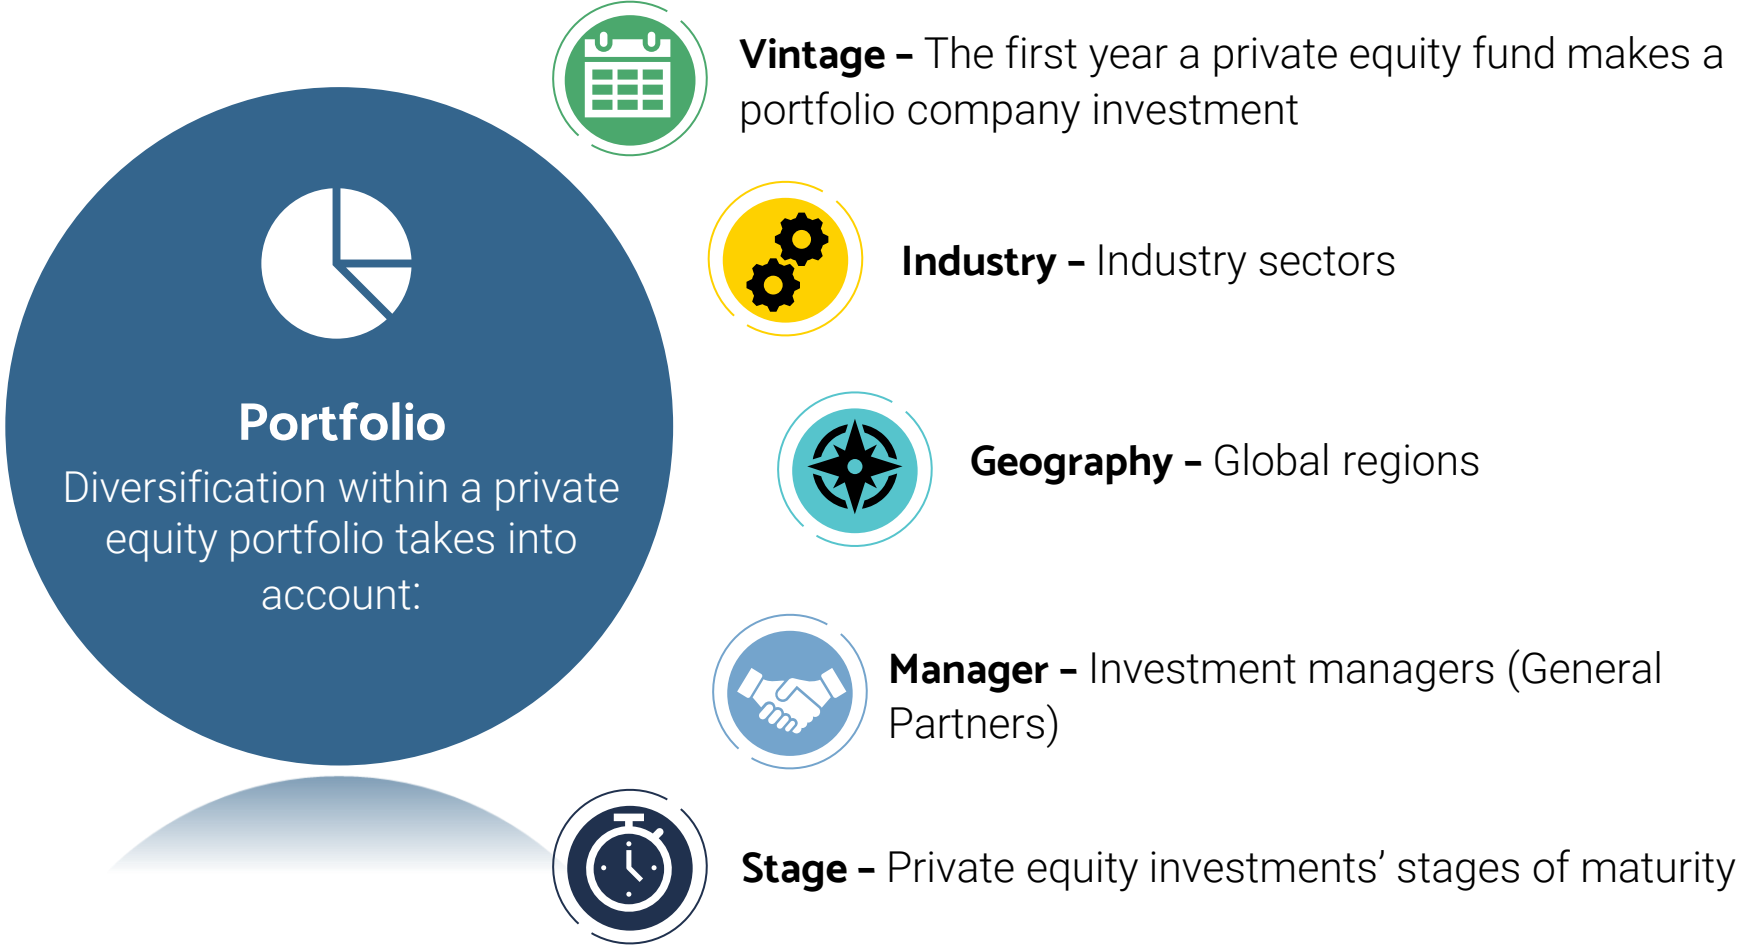 Portfolio
Diversification within a private
equity portfolio takes into
account:
Vintage – The first year a private equity fund makes a
portfolio company investment
Industry – Industry sectors
Geography – Global regions
Manager – Investment managers (General
Partners)
Stage – Private equity investments’ stages of maturity